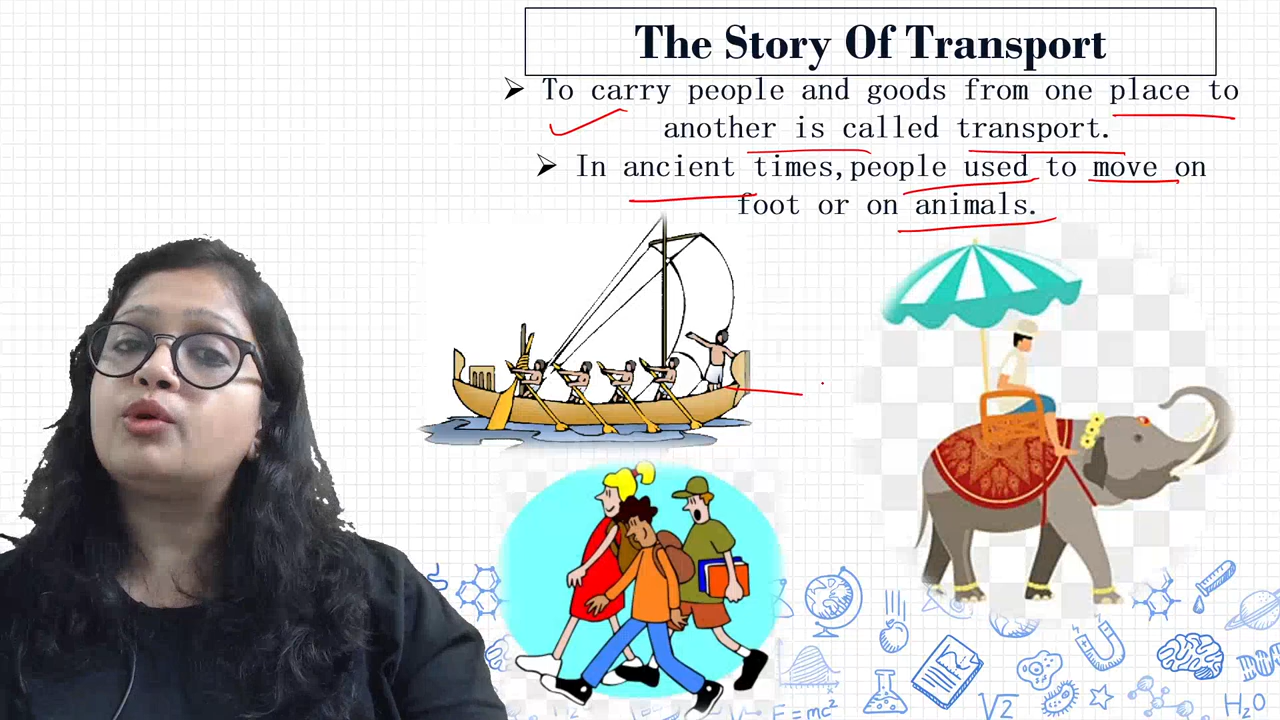 The Story Of Transport
➢ To carry people and goods from one place to
another is called transport.
➢ In ancient times,people used to move on
foot or on animals.
F=mc²
√2
H₂O